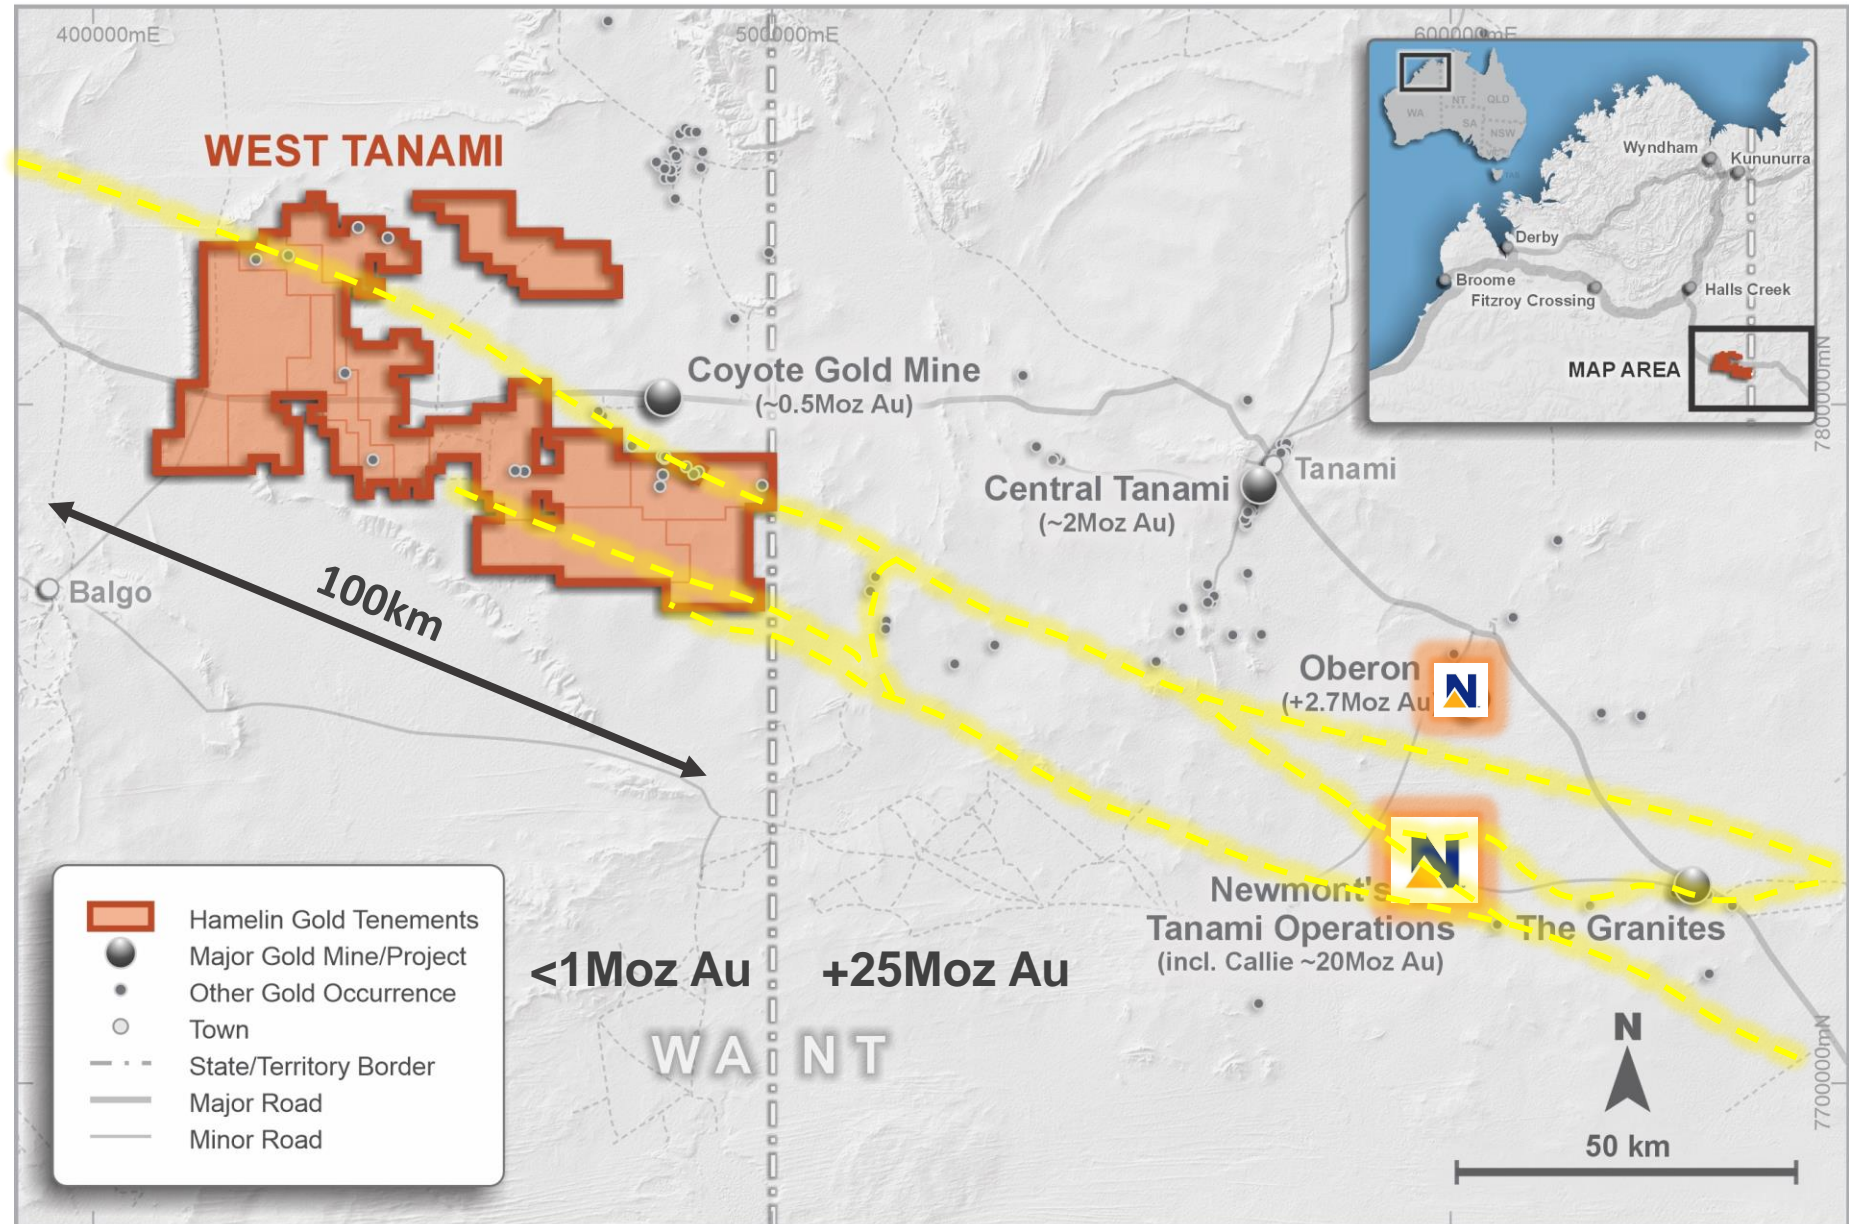 400000mE
500000mE
600000mE
WEST TANAMI
WA
NT
QLD
SA
NSW
Wyndham
Kununurra
Derby
Broome
Fitzroy Crossing
Halls Creek
MAP AREA
7800000mN
Coyote Gold Mine
(~0.5Moz Au)
Central Tanami
(~2Moz Au)
Tanami
Balgo
100km
Oberon
(+2.7Moz Au
N
N
Newmont's
Tanami Operations
(incl. Callie ~20Moz Au)
The Granites
<1Moz Au
+25Moz Au
WA
NT
Hamelin Gold Tenements
Major Gold Mine/Project
Other Gold Occurrence
Town
State/Territory Border
Major Road
Minor Road
N
50 km
7700000mN